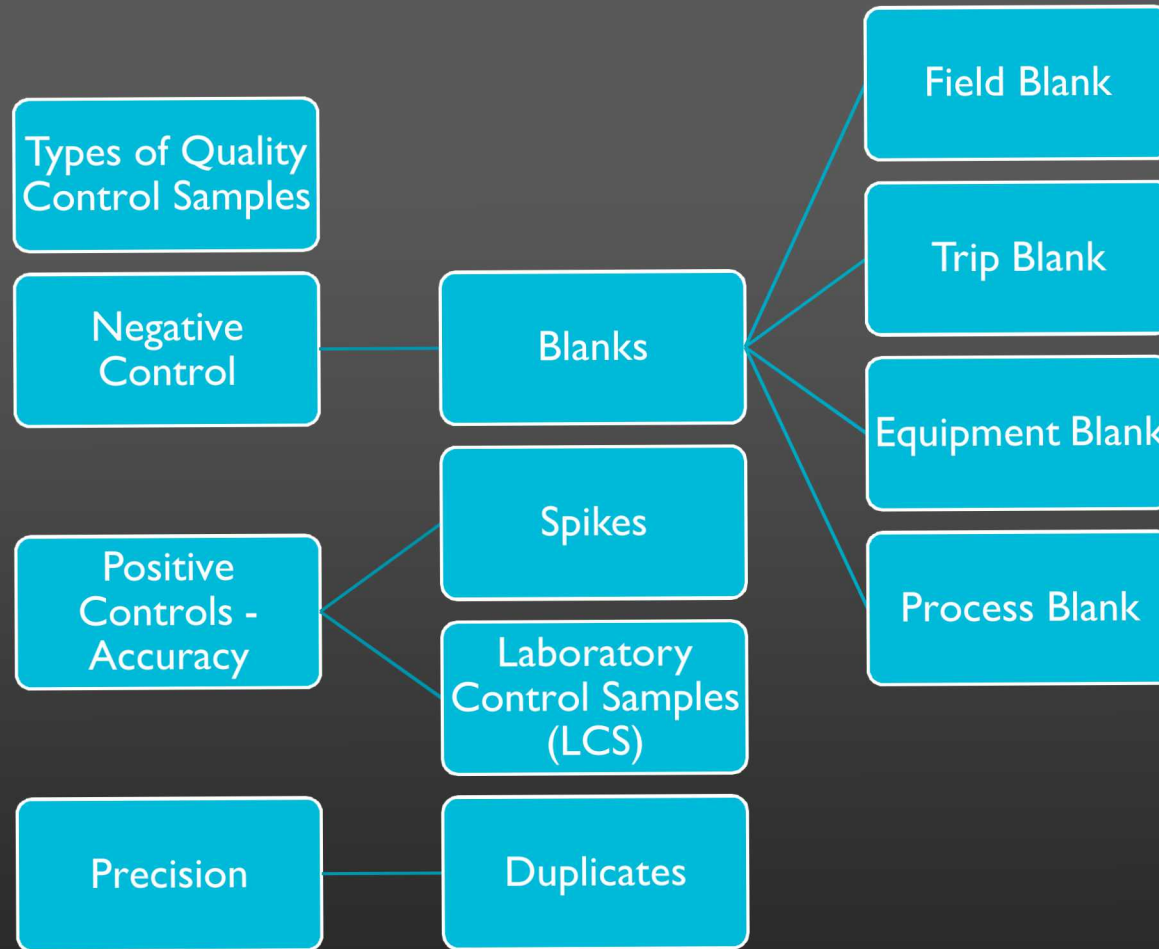 Types of Quality
Control Samples
Negative
Control
Blanks
Field Blank
Trip Blank
Equipment Blank
Process Blank
Positive
Controls -
Accuracy
Spikes
Laboratory
Control Samples
(LCS)
Precision
Duplicates